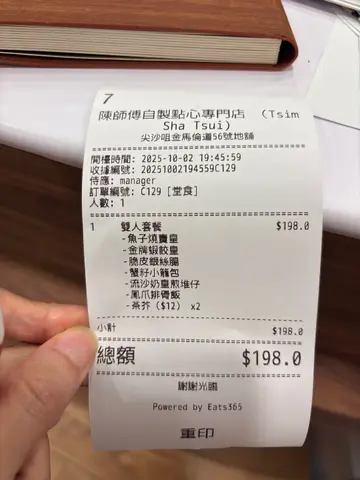 7
陳師傅自製點心專門店 (Tsim
Sha Tsui)
尖沙咀金馬倫道56號地舖
開檯時間: 2025-10-02 19:45:59
收據編號: 20251002194559C129
侍應: manager
訂單編號: C129 [堂食]
人數: 1
1 雙人套餐 $198.0
-魚子燒賣皇
-金牌蝦餃皇
-脆皮銀絲腸
-蟹籽小籠包
-流沙奶皇煎堆仔
-鳳爪排骨飯
-茶芥 ($12) x2
小計 $198.0
總額 $198.0
謝謝光臨
Powered by Eats365
重印